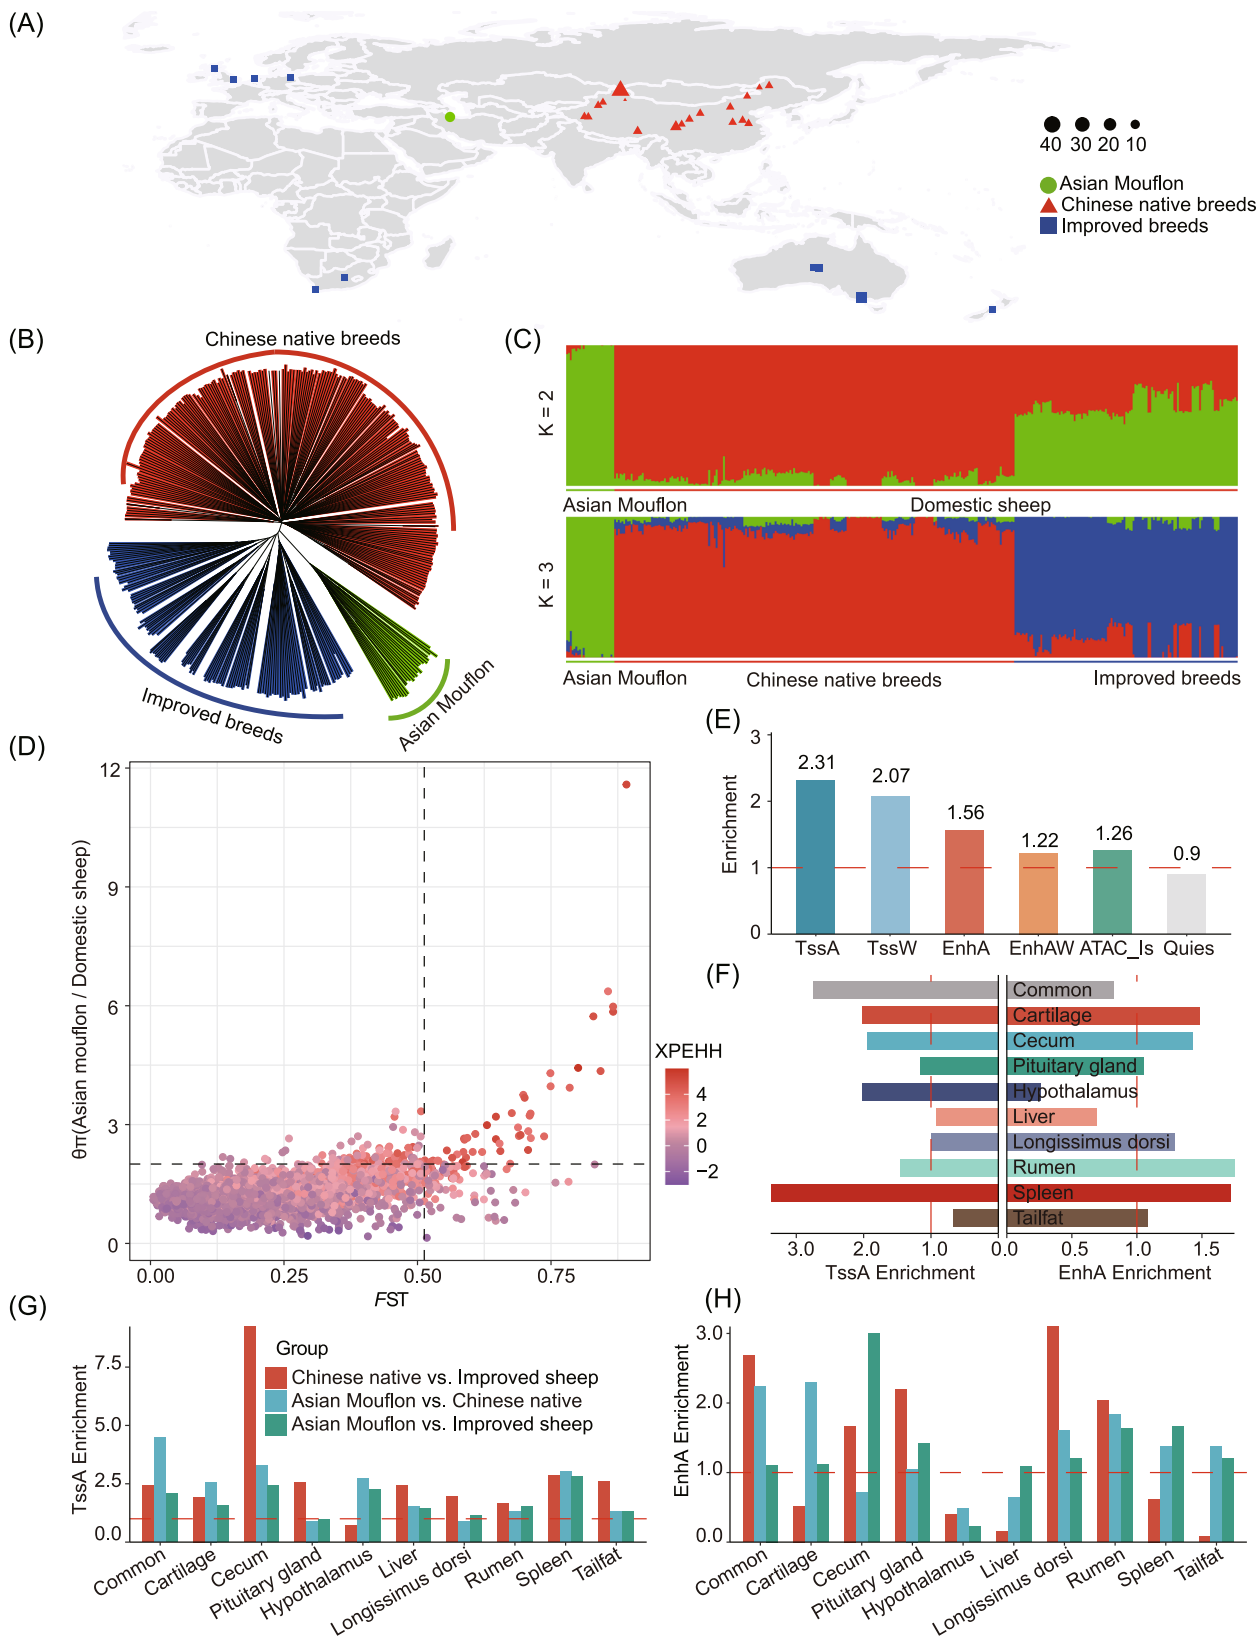 (A)
40 30 20 10
Asian Mouflon
Chinese native breeds
Improved breeds
(B)
Chinese native breeds
Improved breeds
Asian Mouflon
(C)
K = 2
Asian Mouflon
Domestic sheep
K = 3
Asian Mouflon
Chinese native breeds
Improved breeds
(D)
θπ(Asian mouflon / Domestic sheep)
12
9
6
3
0
0.00 0.25 0.50 0.75
FST
XPEHH
4
2
0
−2
(E)
Enrichment
3
2
1
0
2.31
2.07
1.56
1.22
1.26
0.9
TssA TssW EnhA EnhAW ATAC_Is Quies
(F)
Common
Cartilage
Cecum
Pituitary gland
Hypothalamus
Liver
Longissimus dorsi
Rumen
Spleen
Tailfat
3.0 2.0 1.0 0.0 0.5 1.0 1.5
TssA Enrichment
EnhA Enrichment
(G)
TssA Enrichment
7.5
5.0
2.5
0.0
Group
Chinese native vs. Improved sheep
Asian Mouflon vs. Chinese native
Asian Mouflon vs. Improved sheep
Common
Cartilage
Cecum
Pituitary gland
Hypothalamus
Liver
Longissimus dorsi
Rumen
Spleen
Tailfat
(H)
EnhA Enrichment
3.0
2.0
1.0
0.0
Common
Cartilage
Cecum
Pituitary gland
Hypothalamus
Liver
Longissimus dorsi
Rumen
Spleen
Tailfat